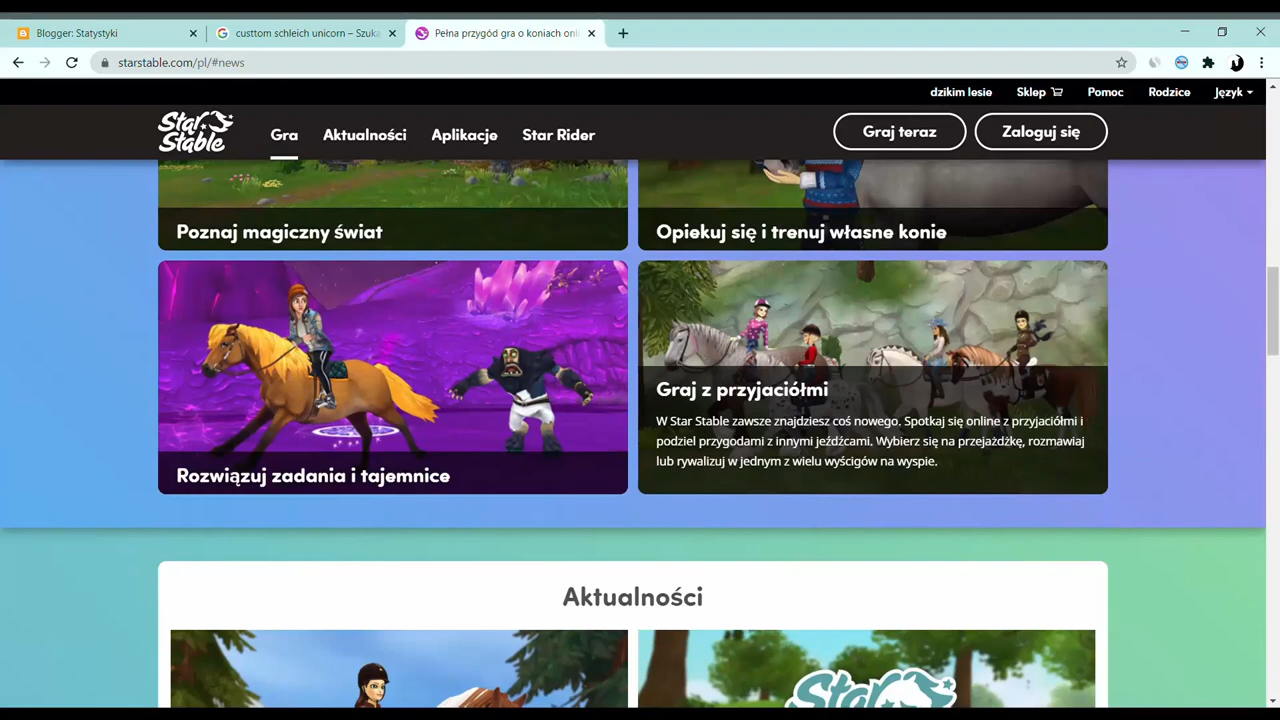 Blogger: Statystyki
custtom schleich unicorn – Szuka
Pełna przygód gra o koniach onli
starstable.com/pl/#news
dzikim lesie Sklep Pomoc Rodzice Język
Star Stable
Gra Aktualności Aplikacje Star Rider Graj teraz Zaloguj się
Poznaj magiczny świat
Opiekuj się i trenuj własne konie
Rozwiązuj zadania i tajemnice
Graj z przyjaciółmi
W Star Stable zawsze znajdziesz coś nowego. Spotkaj się online z przyjaciółmi i
podziel przygodami z innymi jeźdźcami. Wybierz się na przejażdżkę, rozmawiaj
lub rywalizuj w jednym z wielu wyścigów na wyspie.
Aktualności
Star